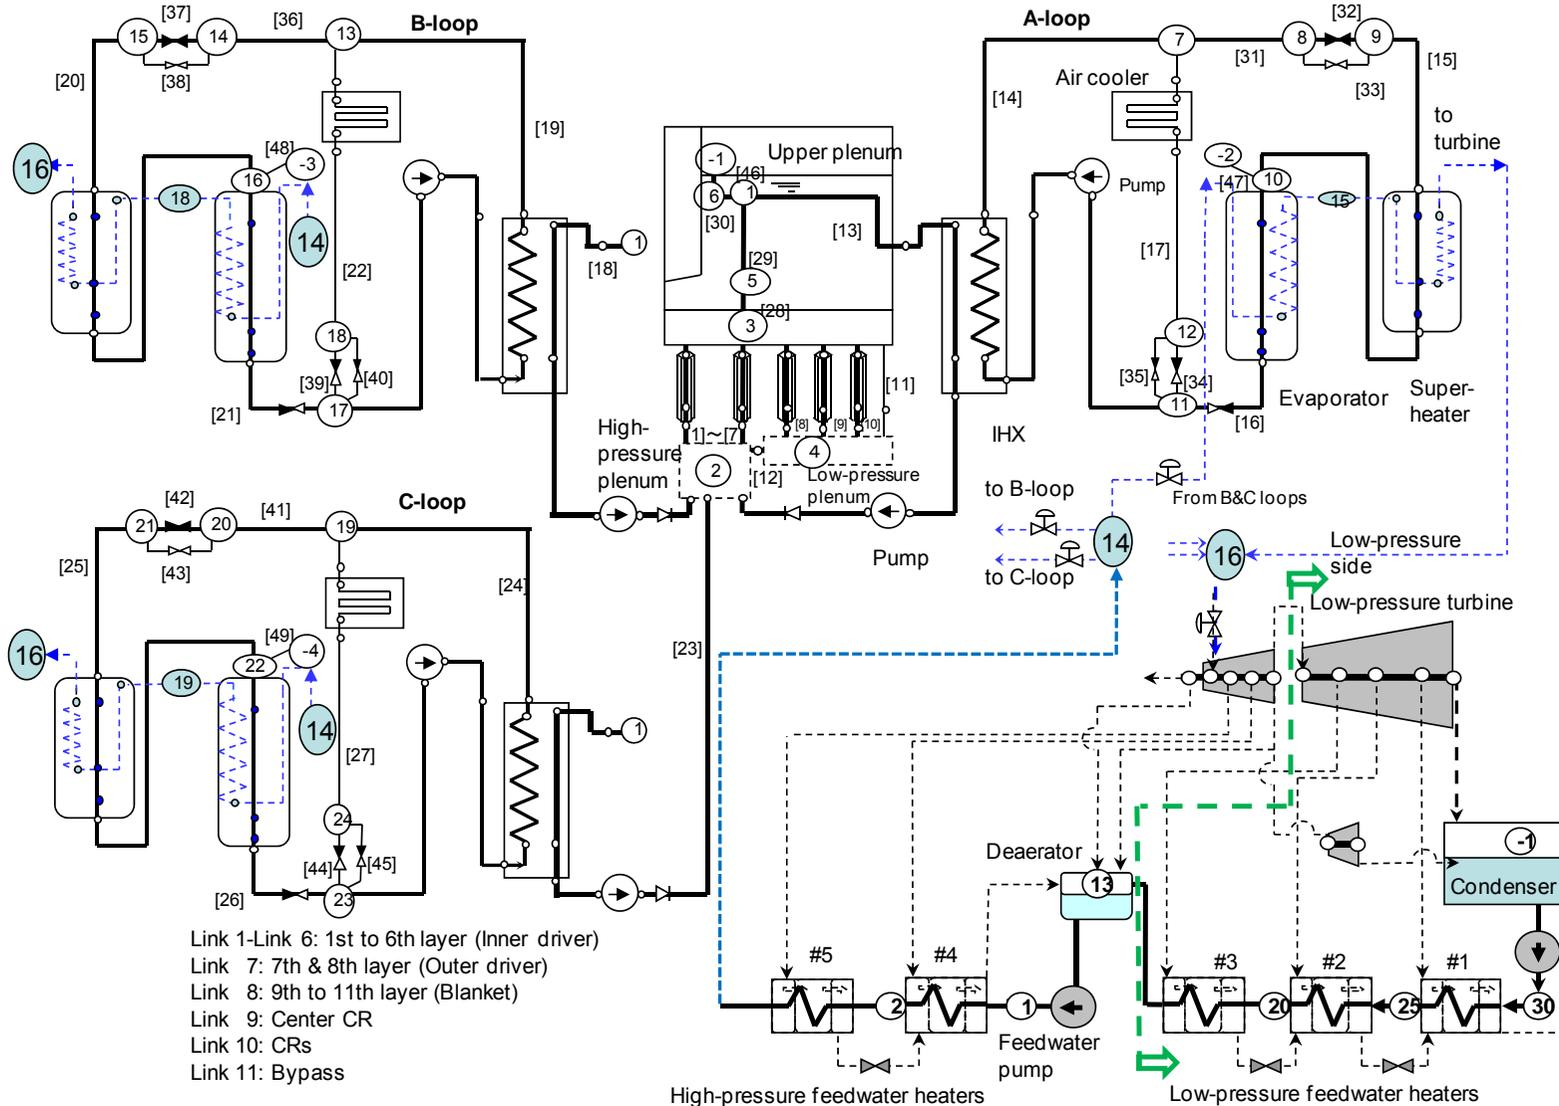 [37]
[36]
B-loop
15
14
13
[38]
[20]
[19]
16
[48]
-3
16
18
14
[22]
18
[39]
[40]
[21]
17
1
[18]
A-loop
[32]
7
8
9
[31]
[33]
[15]
Air cooler
[14]
to
turbine
-1
Upper plenum
[46]
6
1
[30]
[13]
[29]
5
[28]
3
Pump
-2
[47]
10
15
[17]
12
[35]
[34]
11
[16]
Evaporator
Super-
heater
[11]
IHX
High-
pressure
plenum
[1]~[7]
[8]
[9]
[10]
2
4
[12]
Low-pressure
plenum
Pump
to B-loop
to C-loop
14
From B&C loops
16
Low-pressure
side
Low-pressure turbine
C-loop
[42]
[41]
21
20
19
[43]
[25]
[24]
16
[49]
-4
22
19
14
[27]
24
[44]
[45]
[26]
23
1
[23]
Link 1-Link 6: 1st to 6th layer (Inner driver)
Link 7: 7th & 8th layer (Outer driver)
Link 8: 9th to 11th layer (Blanket)
Link 9: Center CR
Link 10: CRs
Link 11: Bypass
Deaerator
13
-1
Condenser
#5
#4
#3
#2
#1
2
1
20
25
30
Feedwater
pump
High-pressure feedwater heaters
Low-pressure feedwater heaters